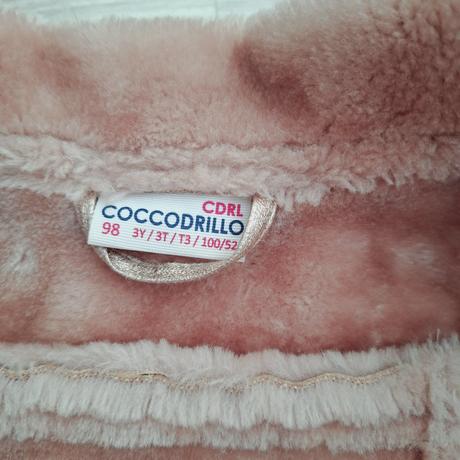 CDRL
COCCODRILLO
98 3Y / 3T / T3 / 100/52